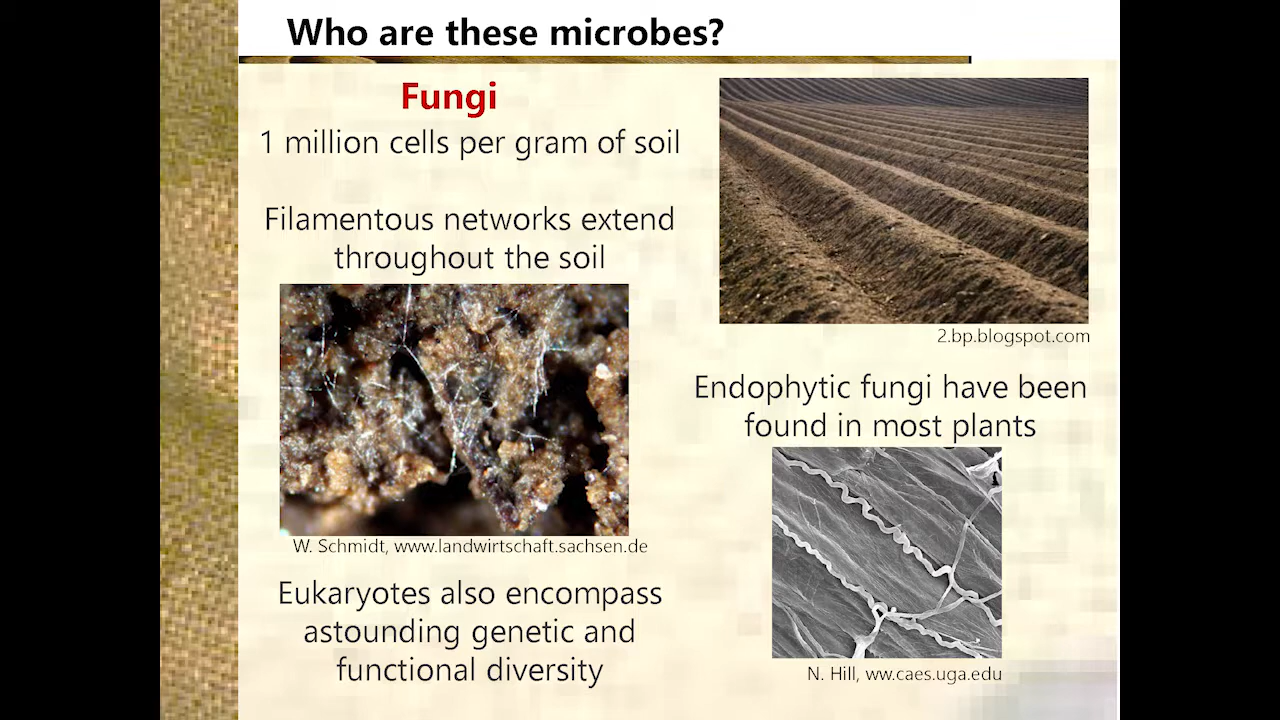 Who are these microbes?
Fungi
1 million cells per gram of soil
Filamentous networks extend
throughout the soil
W. Schmidt, www.landwirtschaft.sachsen.de
Eukaryotes also encompass
astounding genetic and
functional diversity
2.bp.blogspot.com
Endophytic fungi have been
found in most plants
N. Hill, ww.caes.uga.edu